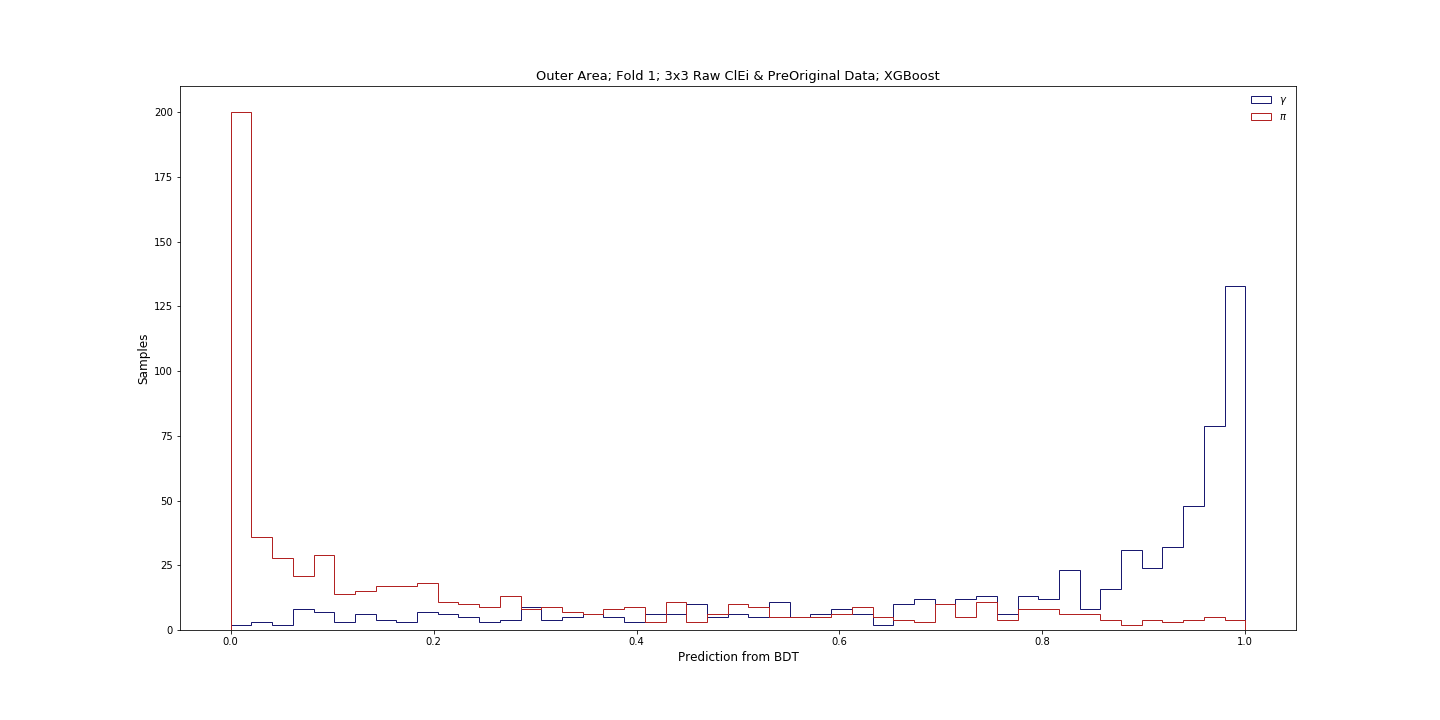 Outer Area; Fold 1; 3x3 Raw ClEi & PreOriginal Data; XGBoost
γ
π
200
175
150
125
100
75
50
25
0
Samples
0.0 0.2 0.4 0.6 0.8 1.0
Prediction from BDT